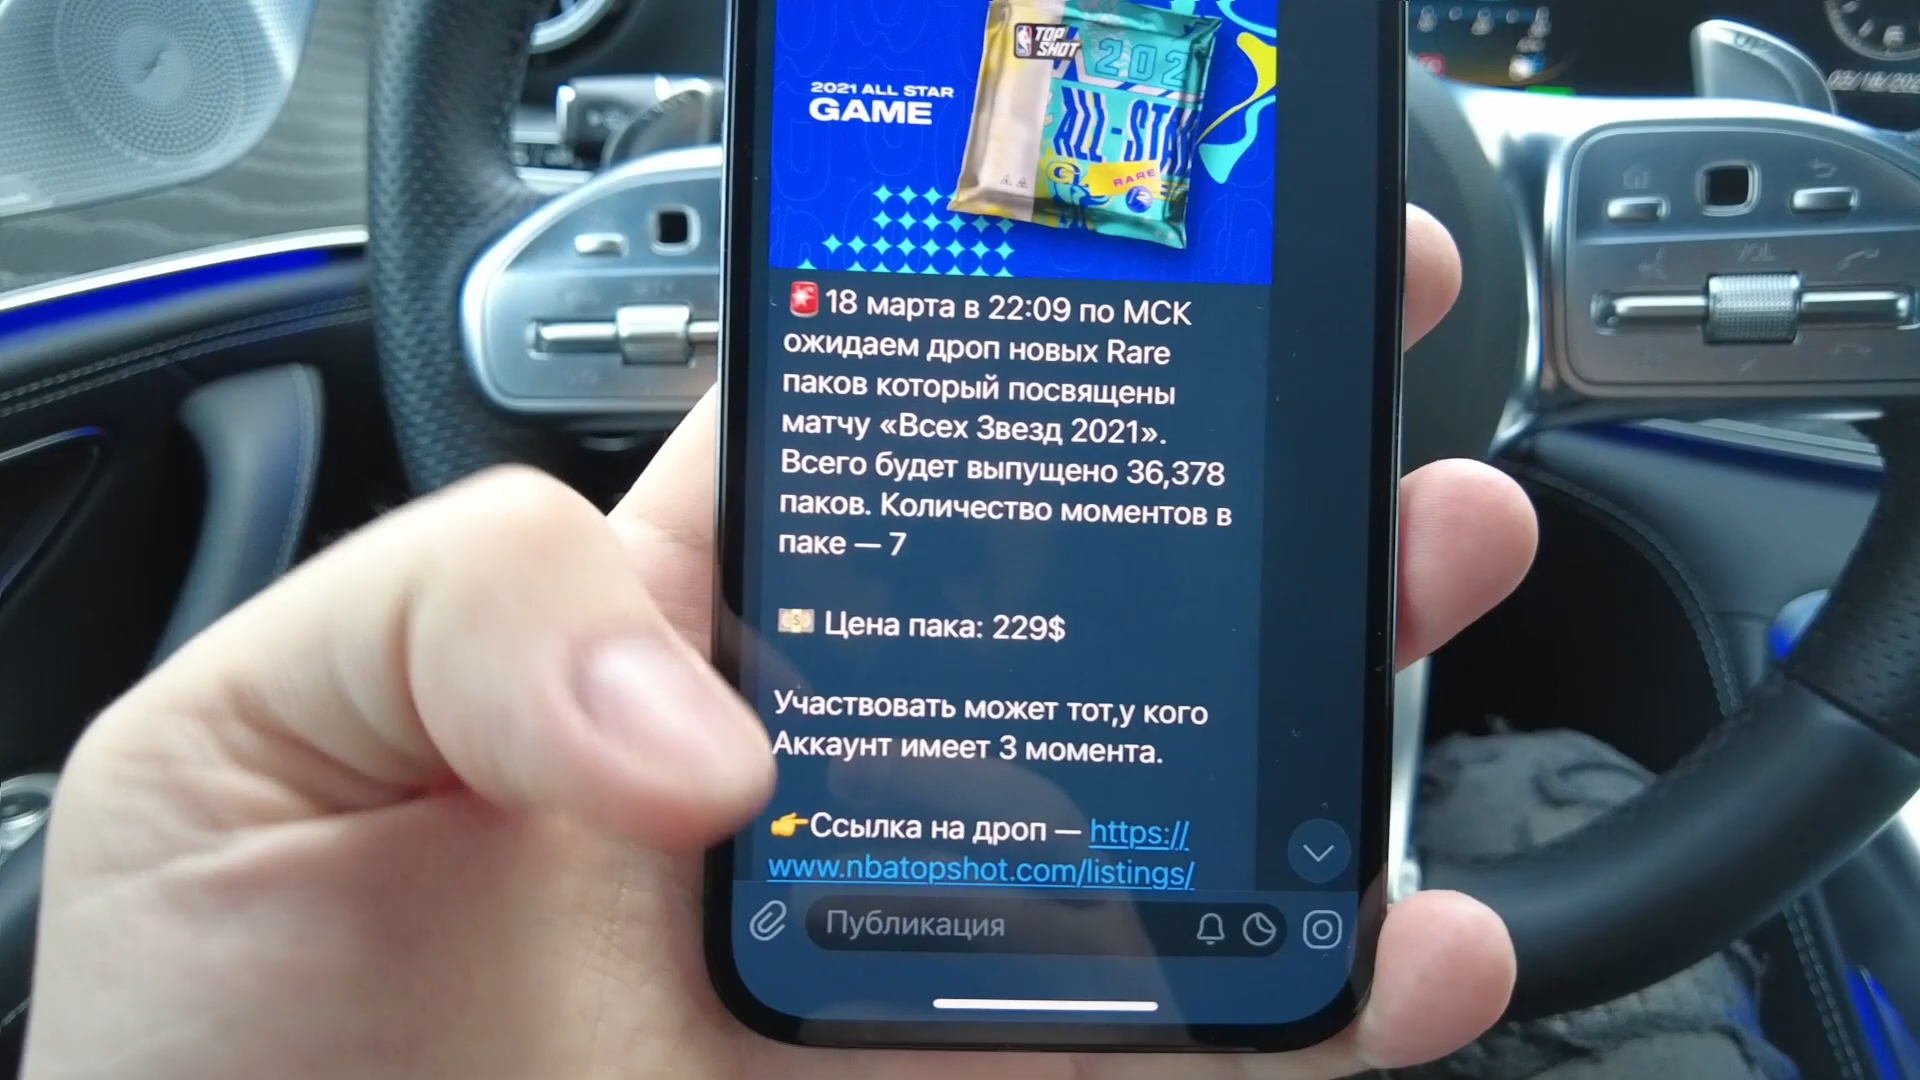 TOP
SHOT
202
2021 ALL STAR
GAME
ALL-STA
RARE
VOL
18 марта в 22:09 по МСК
ожидаем дроп новых Rare
паков который посвящены
матчу «Всех Звезд 2021».
Всего будет выпущено 36,378
паков. Количество моментов в
паке — 7
Цена пака: 229$
Участвовать может тот,у кого
Аккаунт имеет 3 момента.
Ссылка на дроп — https://
www.nbatopshot.com/listings/
Публикация